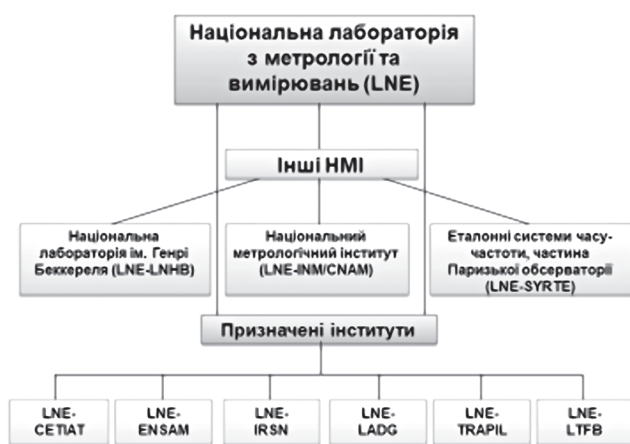 Національна лабораторія
з метрології та
вимірювань (LNE)
Інші НМІ
Національна
лабораторія ім. Генрі
Беккереля (LNE-LNHB)
Національний
метрологічний інститут
(LNE-INM/CNAM)
Еталонні системи часу-
частоти, частина
Паризької обсерваторії
(LNE-SYRTE)
Призначені інститути
LNE-
CETIAT
LNE-
ENSAM
LNE-
IRSN
LNE-
LADG
LNE-
TRAPIL
LNE-
LTFB